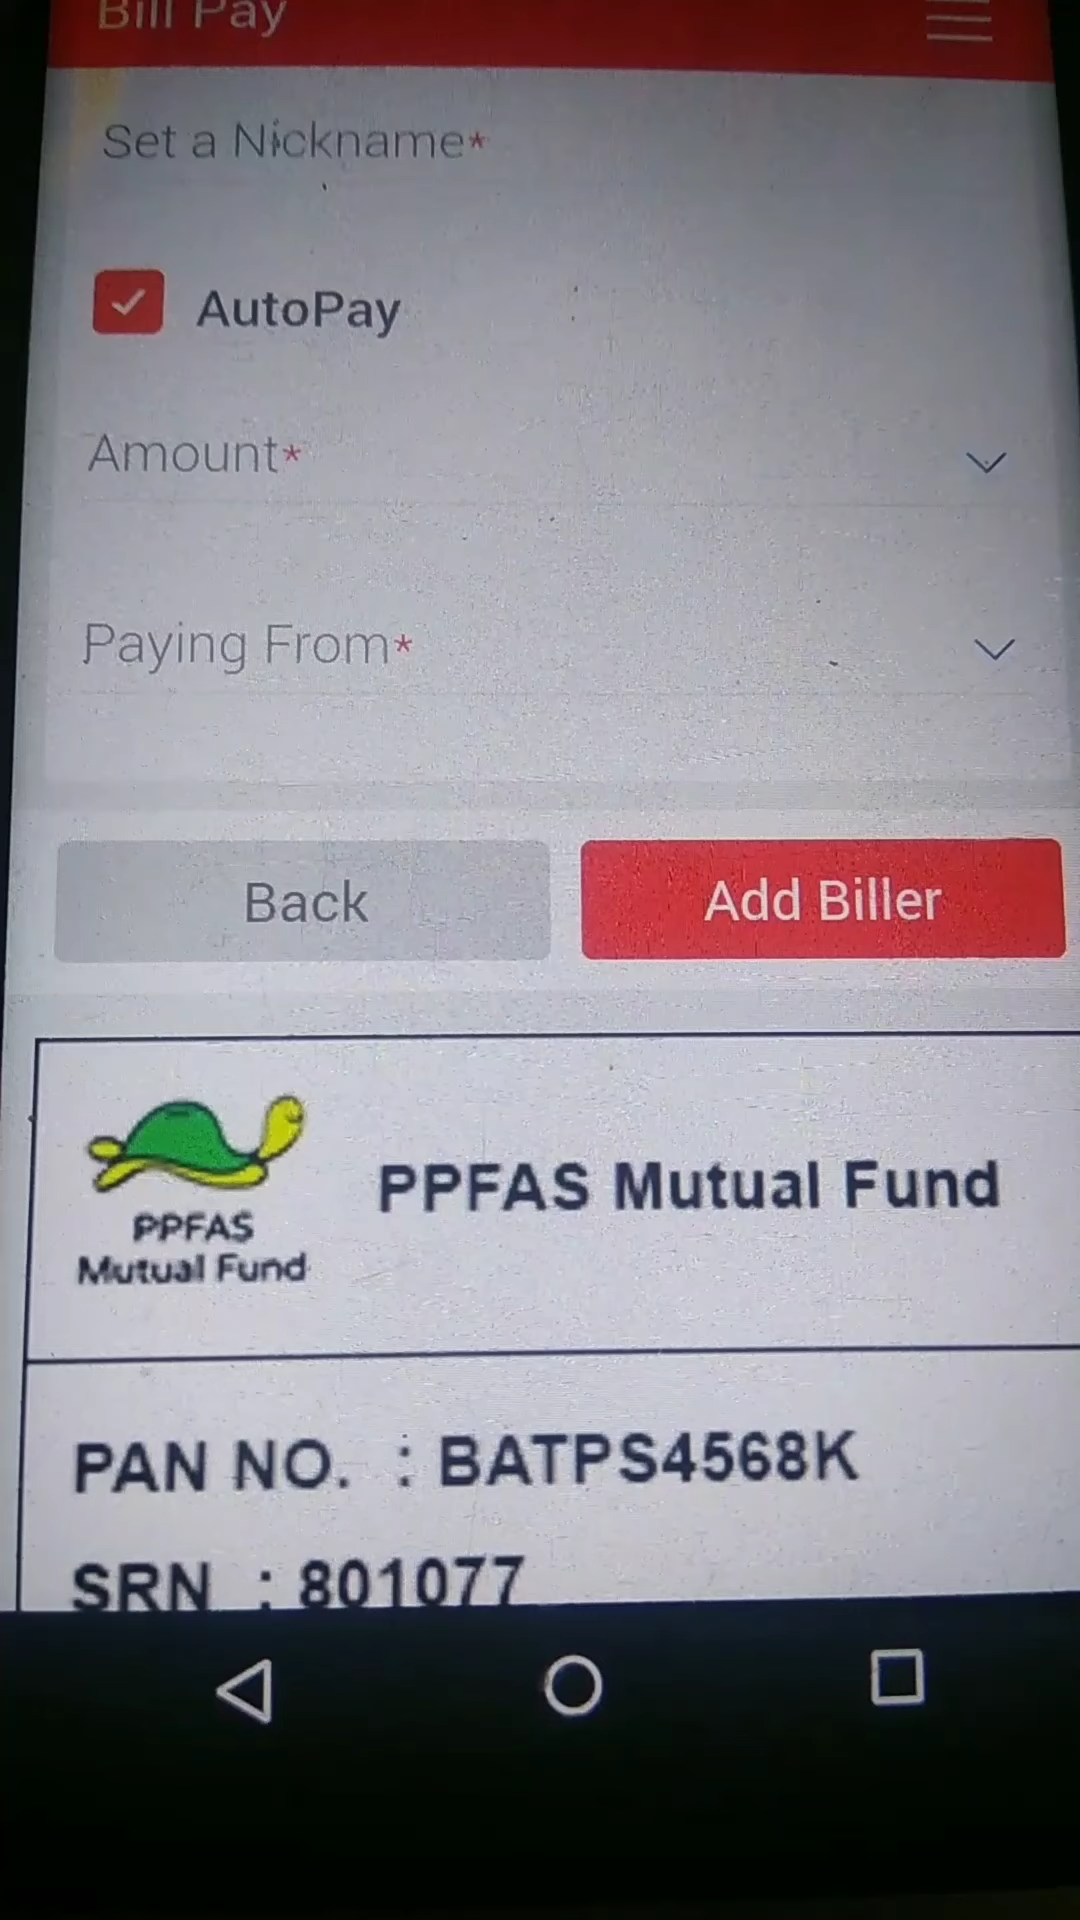 Bill Pay
Set a Nickname*
AutoPay
Amount*
Paying From*
Back
Add Biller
PPFAS
Mutual Fund
PPFAS Mutual Fund
PAN NO. : BATPS4568K
SRN : 801077